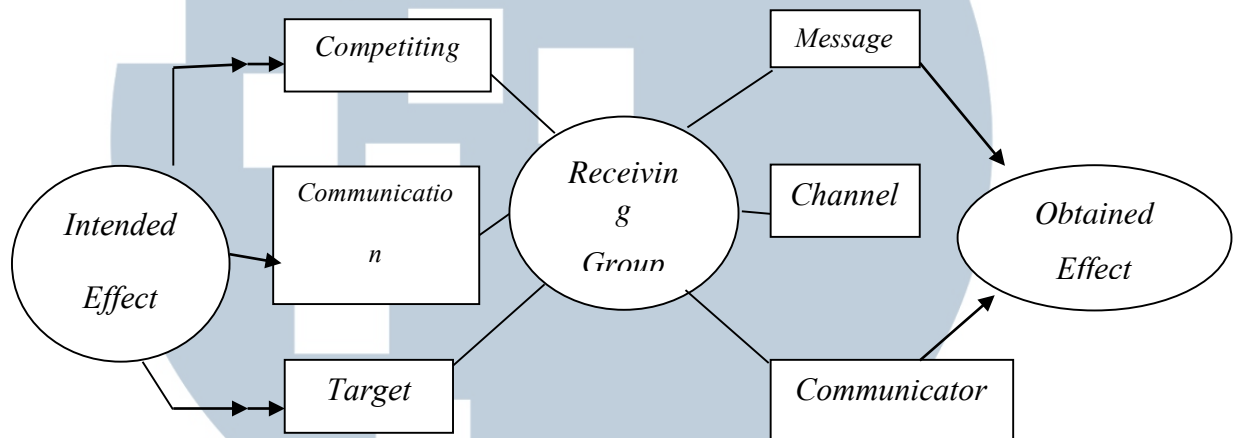 Competiting
Message
Communicatio
n
Receivin
g
Group
Channel
Intended
Effect
Obtained
Effect
Target
Communicator